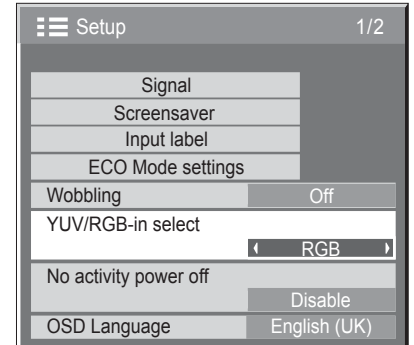 Setup 1/2
Signal
Screensaver
Input label
ECO Mode settings
Wobbling Off
YUV/RGB-in select
RGB
No activity power off
Disable
OSD Language English (UK)